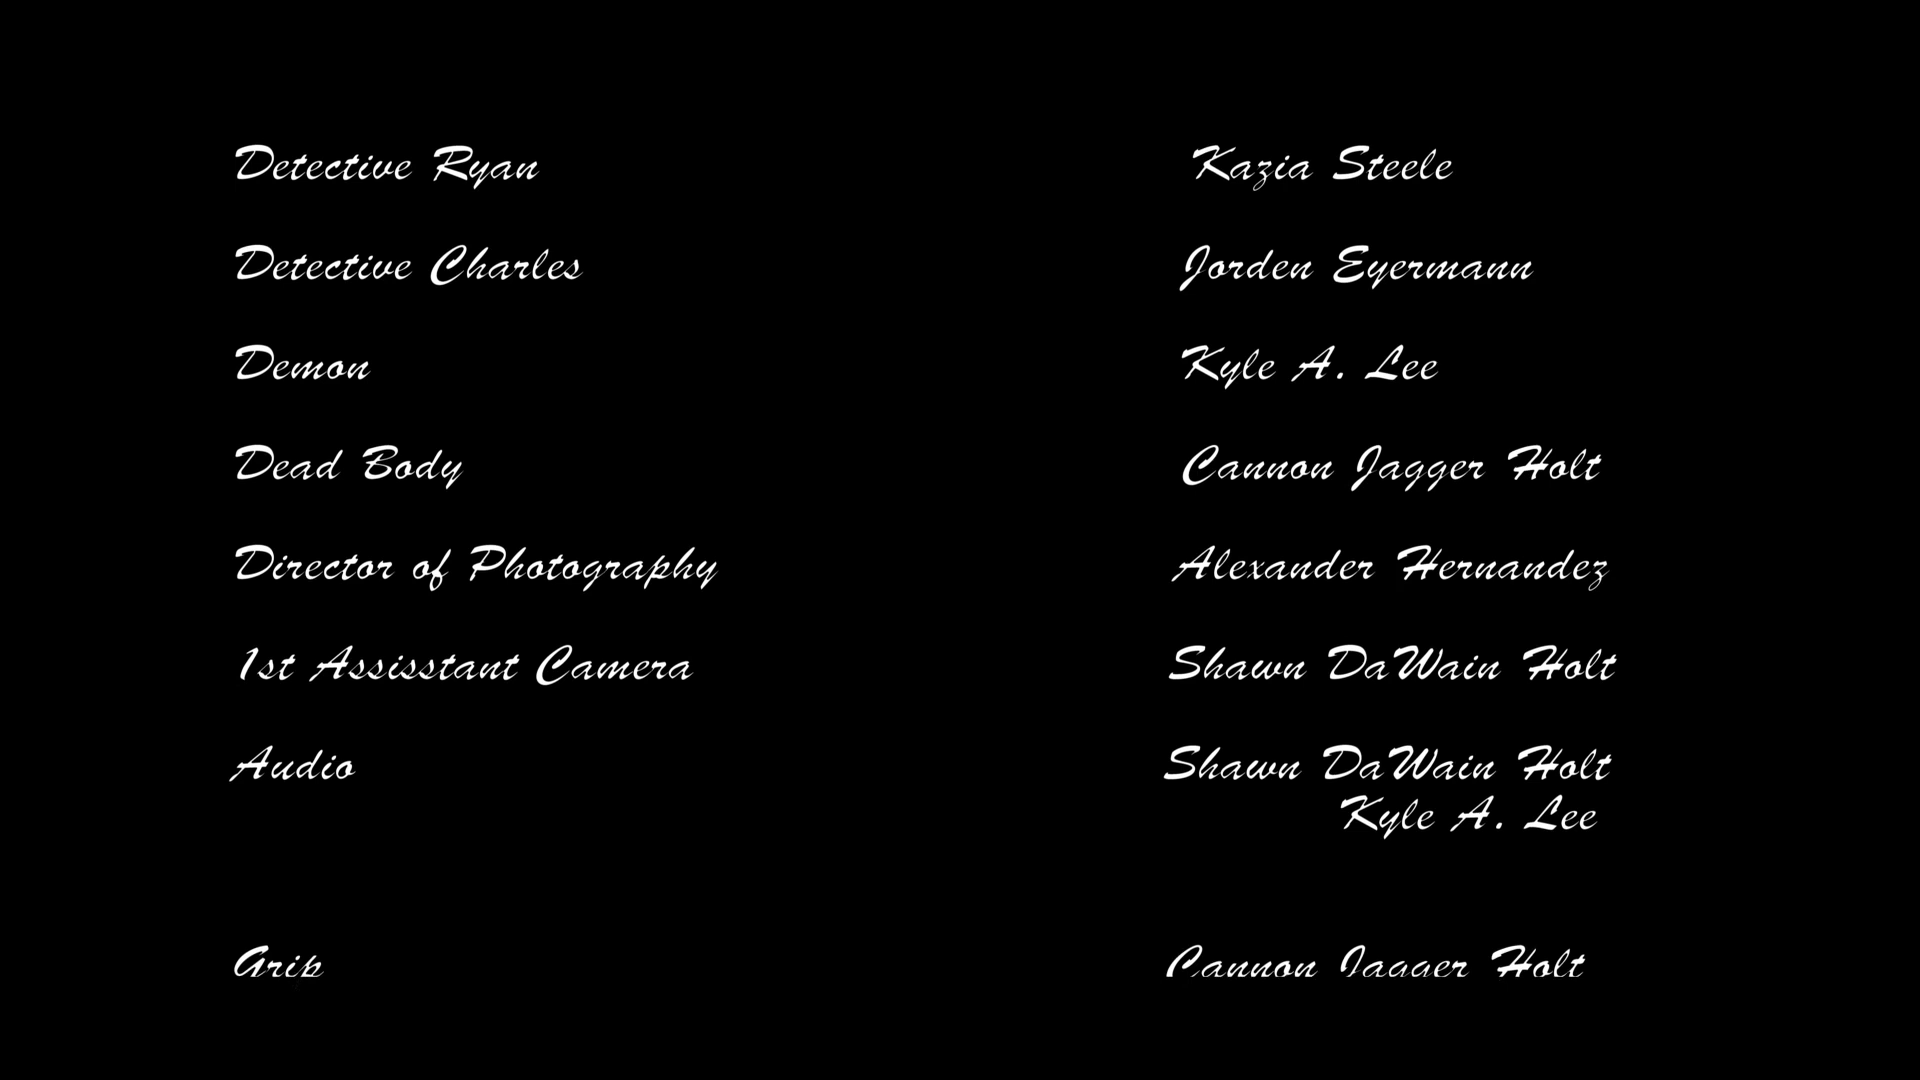 Detective Ryan Kazia Steele
Detective Charles Jorden Eyermann
Demon Kyle A. Lee
Dead Body Cannon Jagger Holt
Director of Photography Alexander Hernandez
1st Assisstant Camera Shawn DaWain Holt
Audio Shawn DaWain Holt
Kyle A. Lee
Grip Cannon Jagger Holt